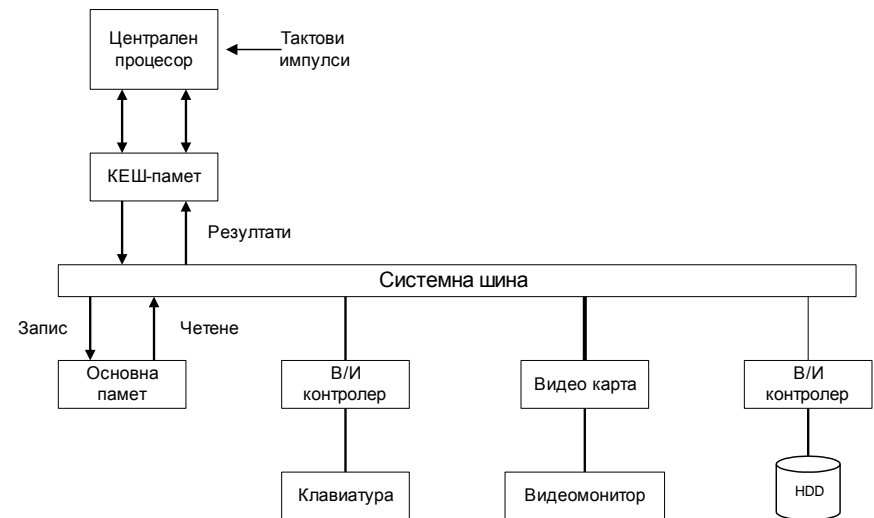 Централен
процесор
Тактови
импулси
КЕШ-памет
Резултати
Системна шина
Запис
Четене
Основна
памет
В/И
контролер
Видео карта
В/И
контролер
Клавиатура
Видеомонитор
HDD